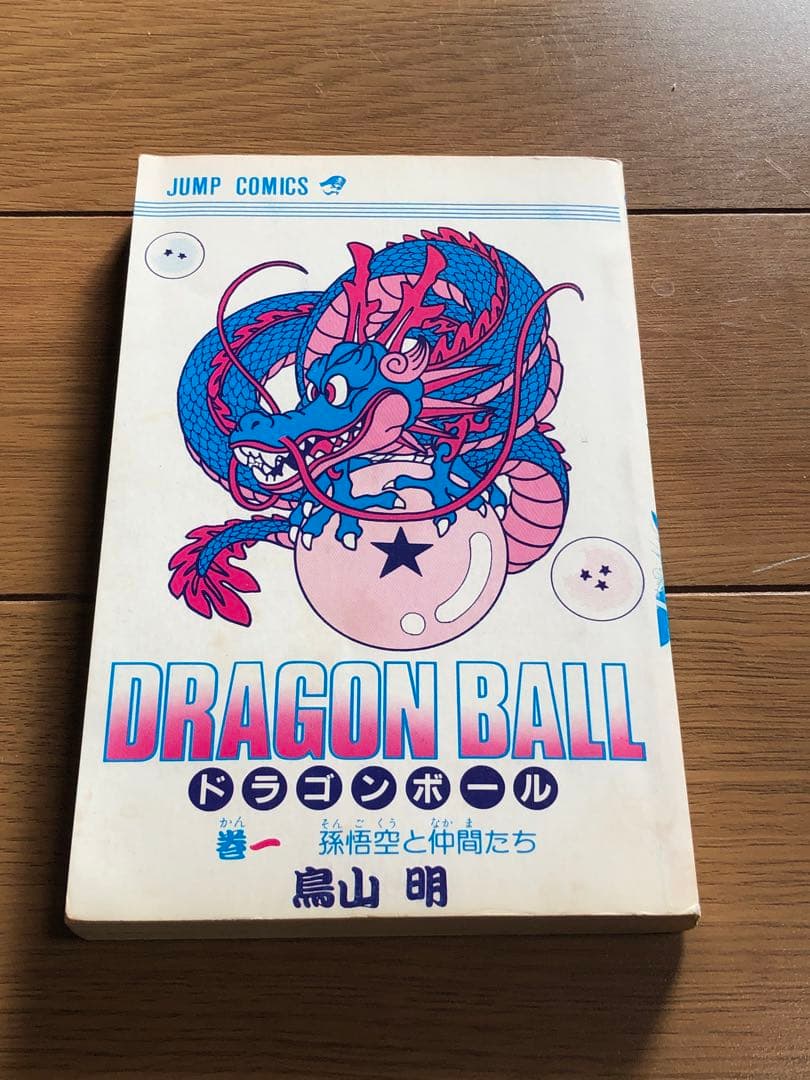 JUMP COMICS
DRAGON BALL
ドラゴンボール
かん そんごくう なかま
巻一 孫悟空と仲間たち
鳥山 明